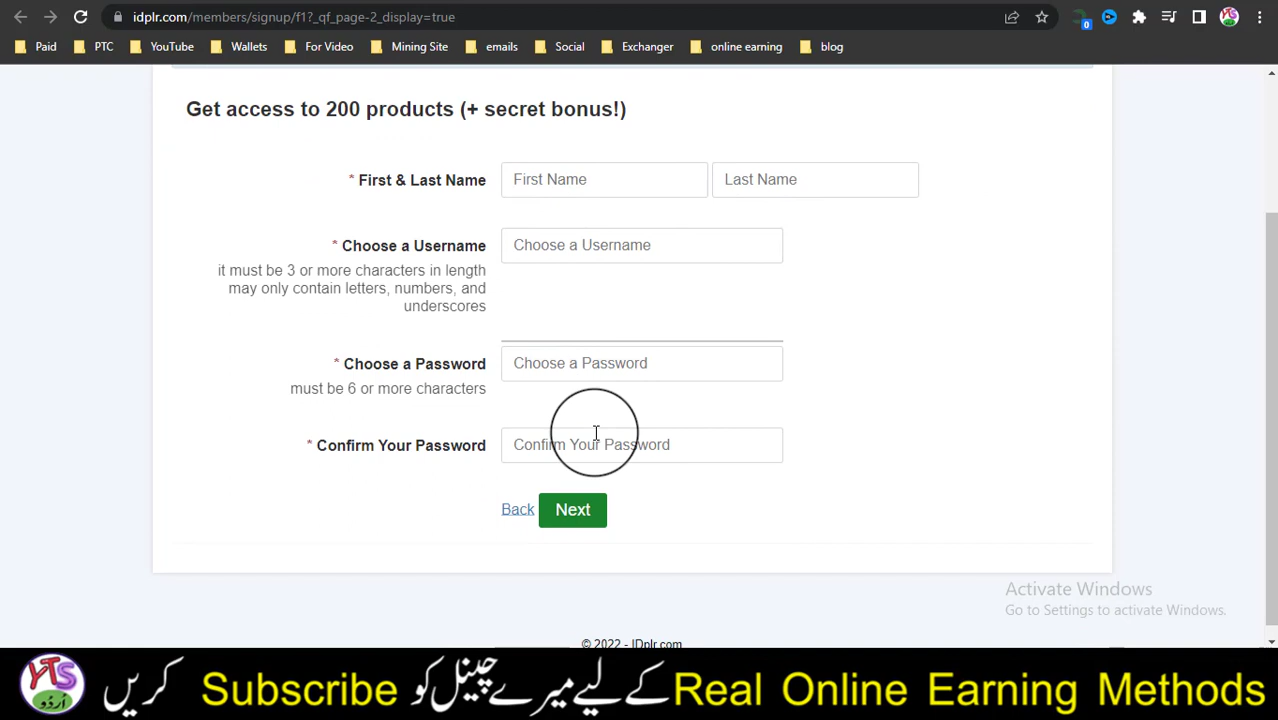 idplr.com/members/signup/f1?_qf_page-2_display=true
0
Paid PTC YouTube Wallets For Video Mining Site emails Social Exchanger online earning blog
Get access to 200 products (+ secret bonus!)
* First & Last Name First Name Last Name
* Choose a Username Choose a Username
it must be 3 or more characters in length
may only contain letters, numbers, and
underscores
* Choose a Password Choose a Password
must be 6 or more characters
* Confirm Your Password Confirm Your Password
Back Next
Activate Windows
Go to Settings to activate Windows.
© 2022 - IDplr.com
YTS اُردُو Real Online Earning Methods کے لیے میرے چینل کو Subscribe کریں